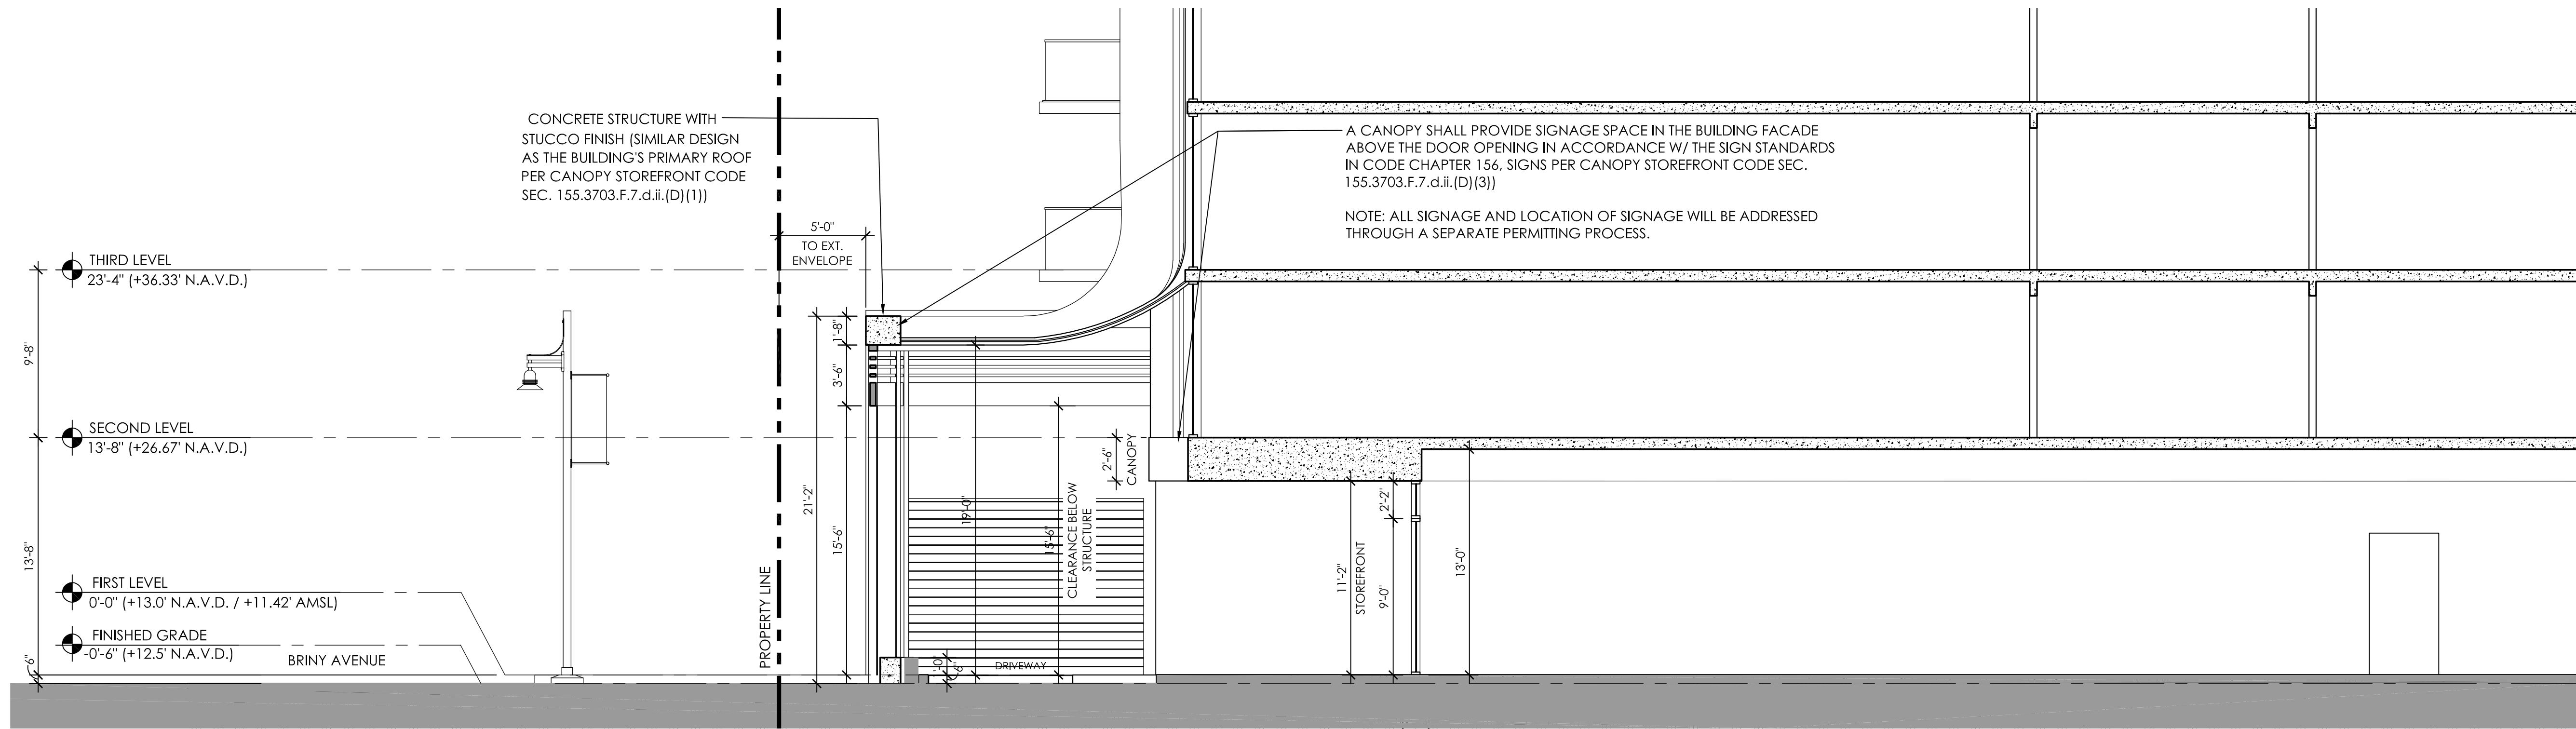 CONCRETE STRUCTURE WITH
STUCCO FINISH (SIMILAR DESIGN
AS THE BUILDING'S PRIMARY ROOF
PER CANOPY STOREFRONT CODE
SEC. 155.3703.F.7.d.ii.(D)(1))
A CANOPY SHALL PROVIDE SIGNAGE SPACE IN THE BUILDING FACADE
ABOVE THE DOOR OPENING IN ACCORDANCE W/ THE SIGN STANDARDS
IN CODE CHAPTER 156, SIGNS PER CANOPY STOREFRONT CODE SEC.
155.3703.F.7.d.ii.(D)(3))
NOTE: ALL SIGNAGE AND LOCATION OF SIGNAGE WILL BE ADDRESSED
THROUGH A SEPARATE PERMITTING PROCESS.
5'-0"
TO EXT.
ENVELOPE
THIRD LEVEL
23'-4" (+36.33' N.A.V.D.)
9'-8"
SECOND LEVEL
13'-8" (+26.67' N.A.V.D.)
13'-8"
FIRST LEVEL
0'-0" (+13.0' N.A.V.D. / +11.42' AMSL)
FINISHED GRADE
-0'-6" (+12.5' N.A.V.D.)
6"
BRINY AVENUE
PROPERTY LINE
21'-2"
1'-8"
3'-6"
15'-6"
6"
DRIVEWAY
19'-0"
15'-6"
CLEARANCE BELOW
STRUCTURE
2'-6"
CANOPY
11'-2"
STOREFRONT
2'-2"
9'-0"
13'-0"